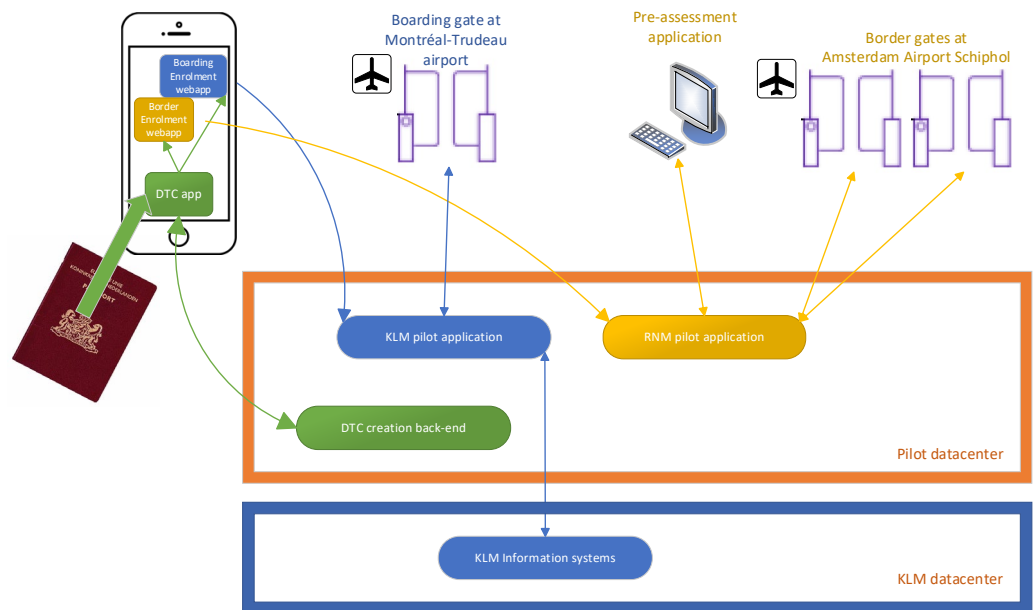 Boarding gate at
Montréal-Trudeau
airport
Pre-assessment
application
Border gates at
Amsterdam Airport Schiphol
Boarding
Enrolment
webapp
Border
Enrolment
webapp
DTC app
KLM pilot application
RNM pilot application
DTC creation back-end
Pilot datacenter
KLM Information systems
KLM datacenter